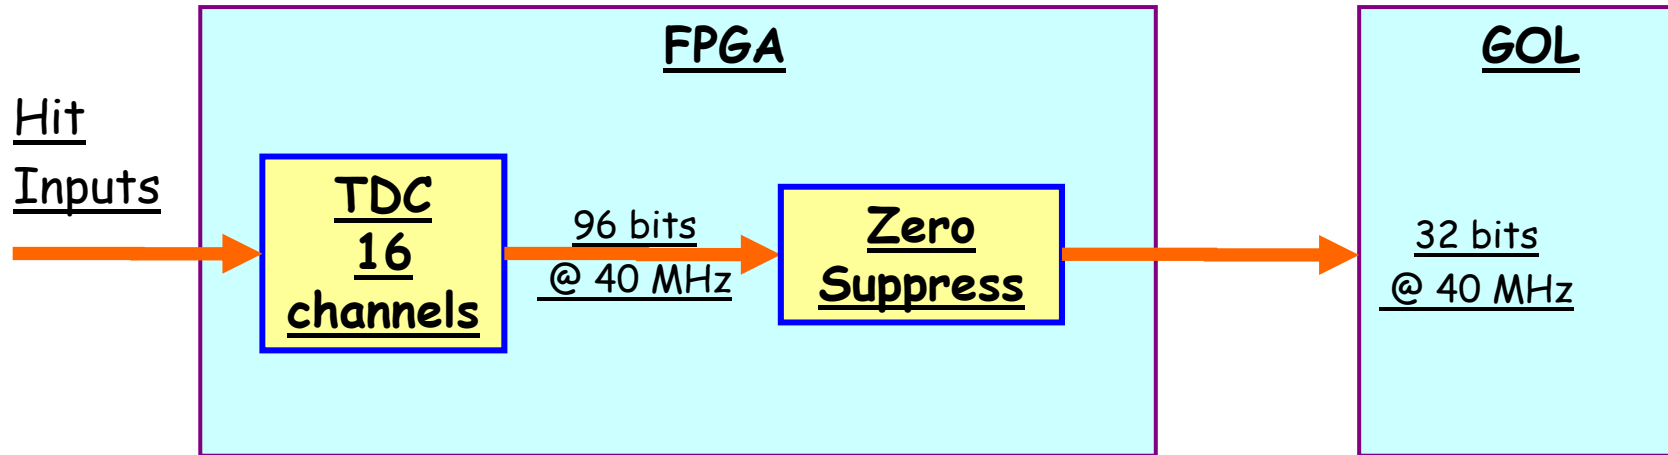 FPGA
GOL
Hit
Inputs
TDC
16
channels
96 bits
@ 40 MHz
Zero
Suppress
32 bits
@ 40 MHz